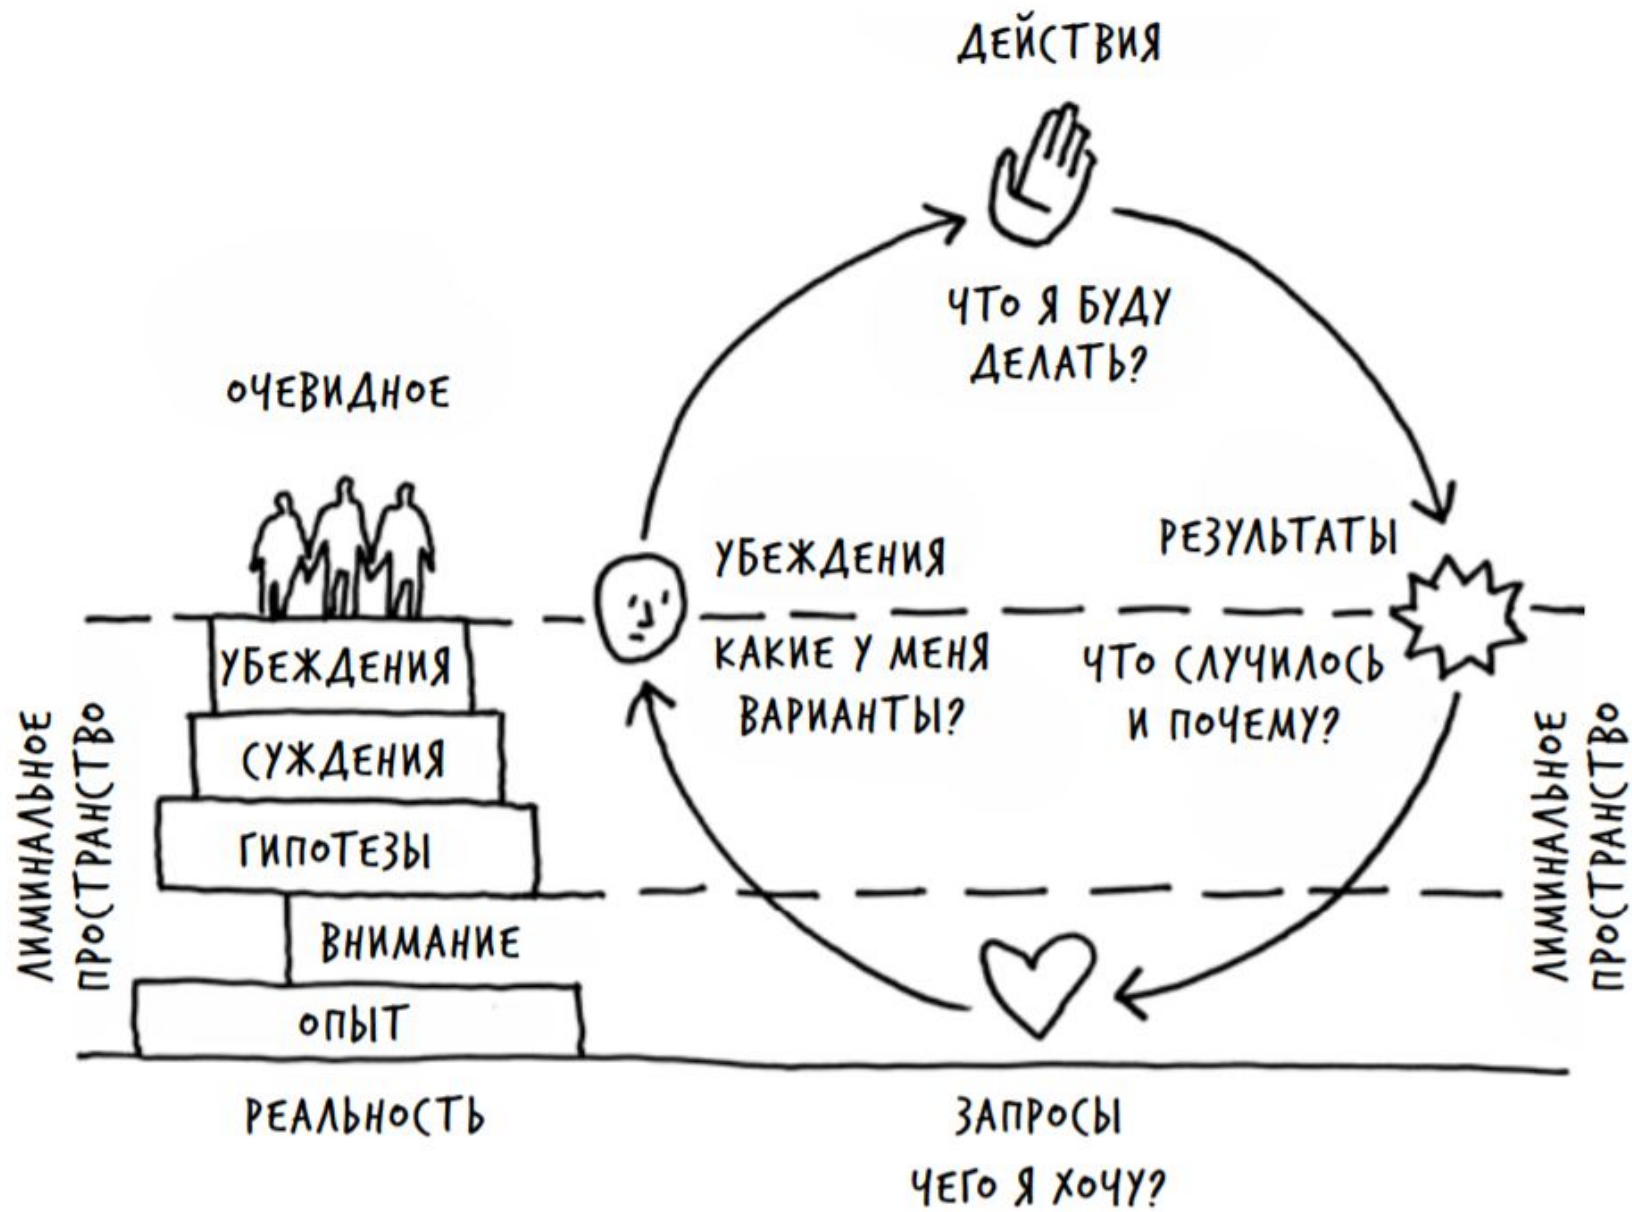 ДЕЙСТВИЯ
ЧТО Я БУДУ
ДЕЛАТЬ?
ОЧЕВИДНОЕ
УБЕЖДЕНИЯ
РЕЗУЛЬТАТЫ
КАКИЕ У МЕНЯ
ВАРИАНТЫ?
ЧТО СЛУЧИЛОСЬ
И ПОЧЕМУ?
УБЕЖДЕНИЯ
СУЖДЕНИЯ
ГИПОТЕЗЫ
ВНИМАНИЕ
ОПЫТ
ЛИМИНАЛЬНОЕ
ПРОСТРАНСТВО
ЛИМИНАЛЬНОЕ
ПРОСТРАНСТВО
РЕАЛЬНОСТЬ
ЗАПРОСЫ
ЧЕГО Я ХОЧУ?